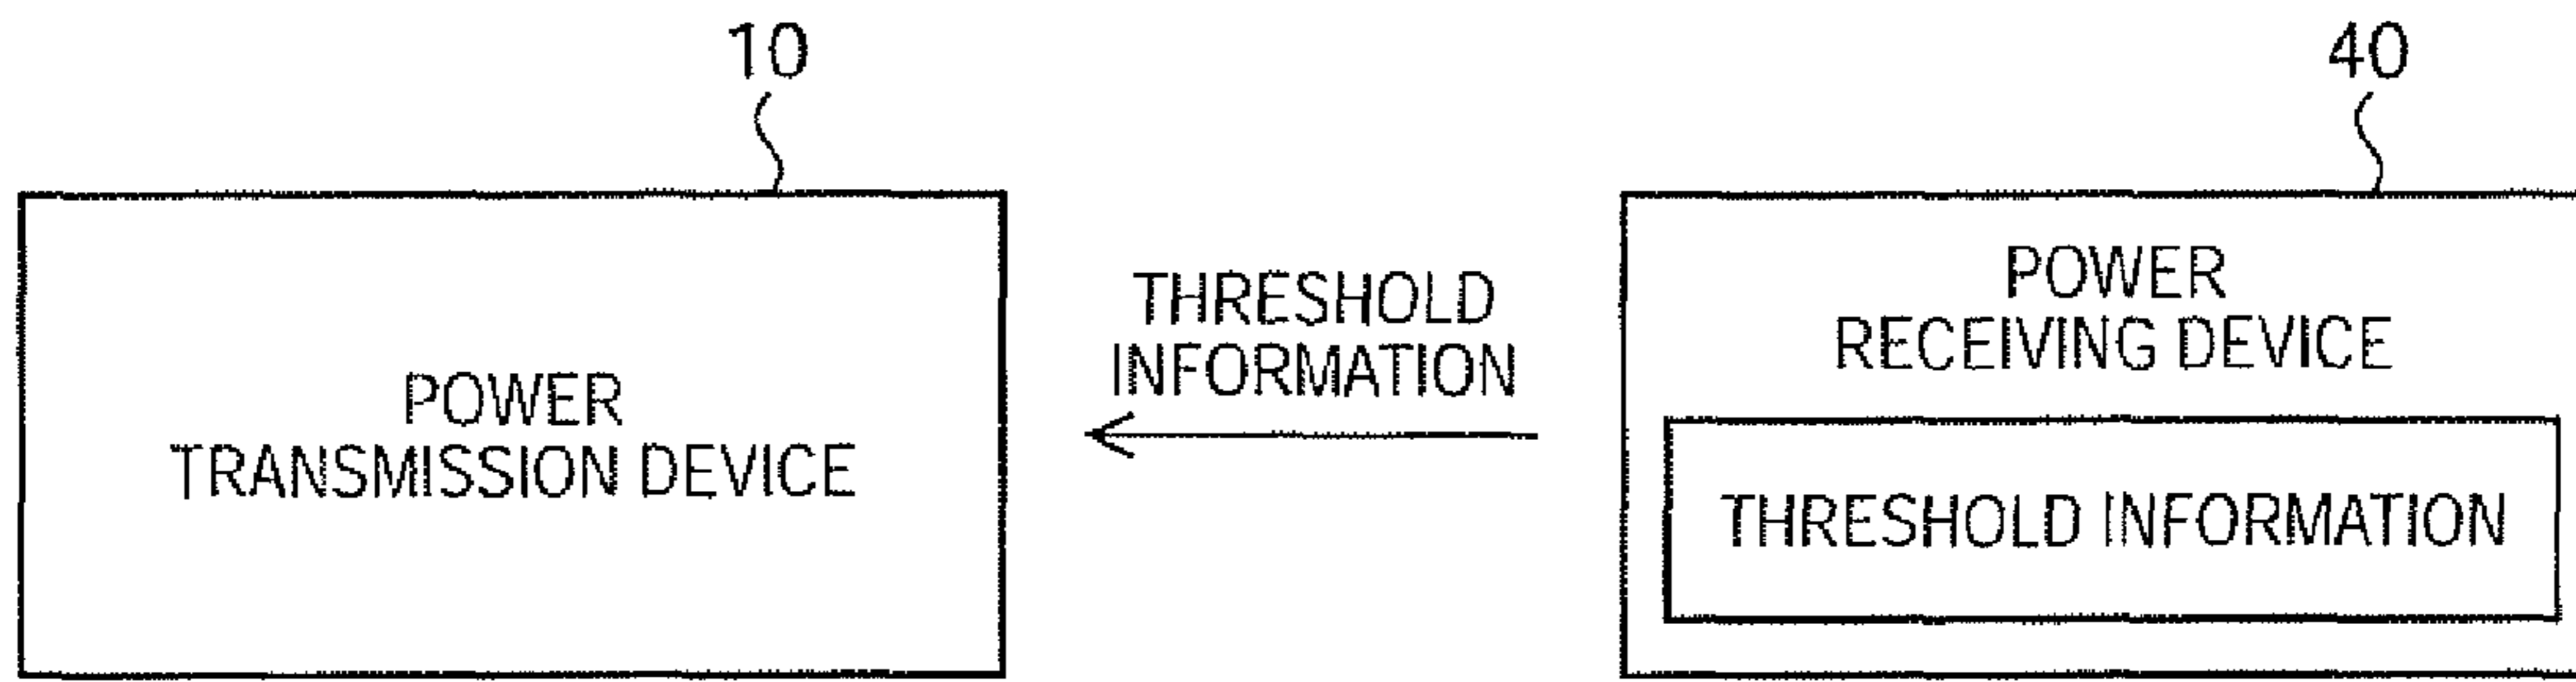 10
40
POWER
TRANSMISSION DEVICE
THRESHOLD
INFORMATION
POWER
RECEIVING DEVICE
THRESHOLD INFORMATION